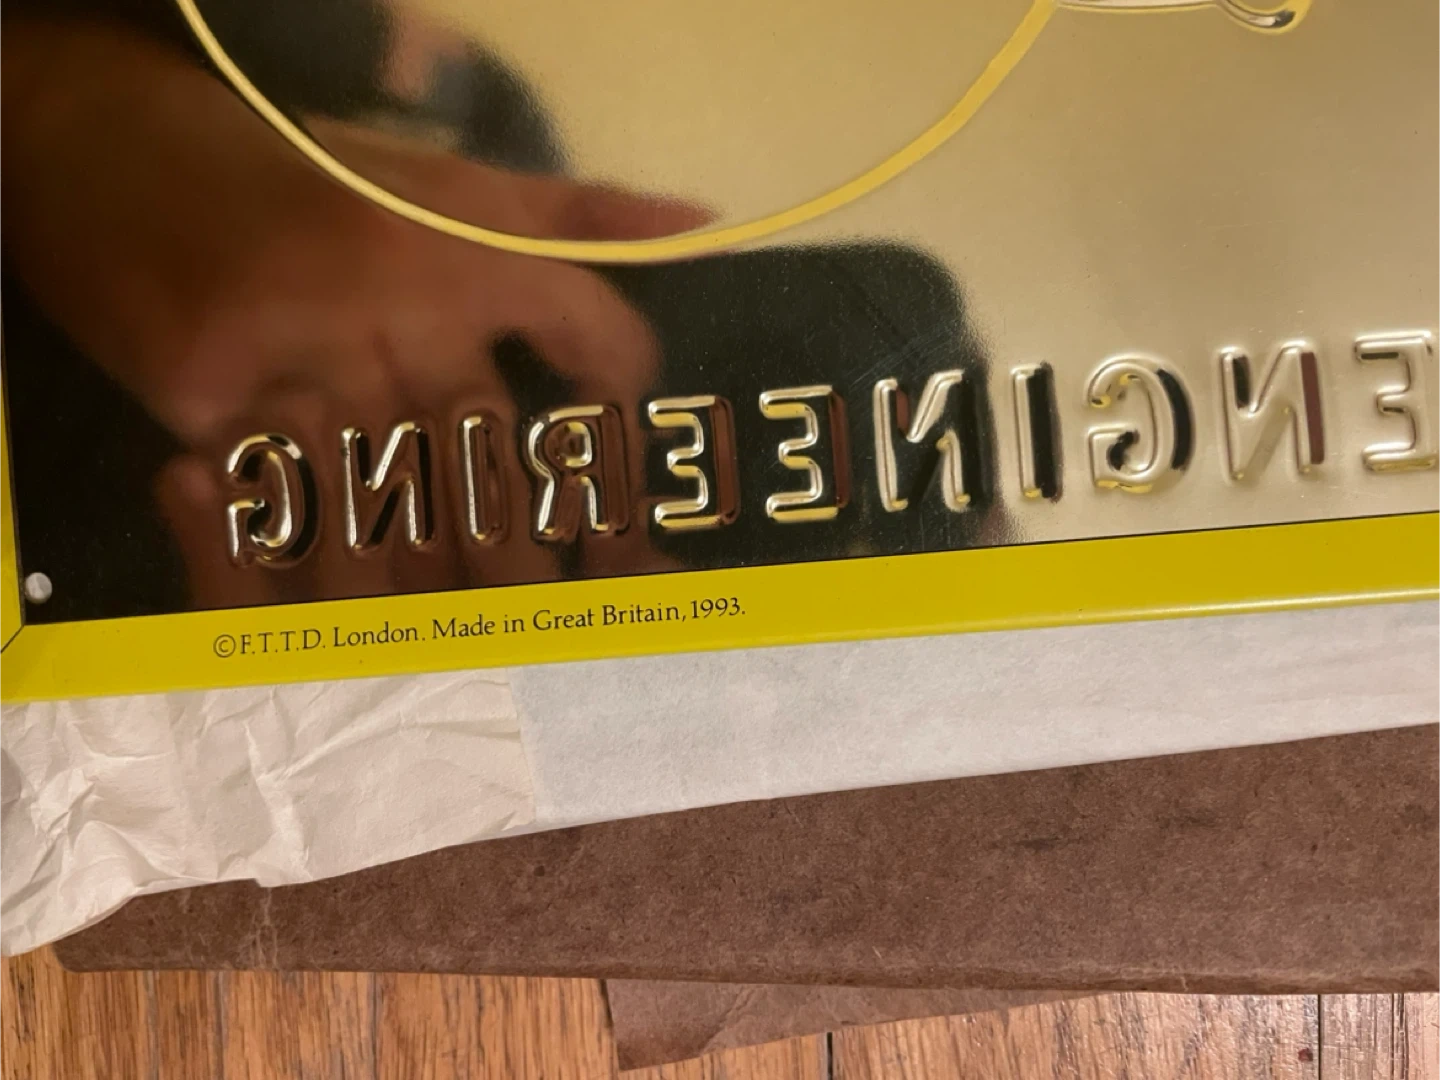 ENGINEERING
©F.T.T.D. London. Made in Great Britain, 1993.